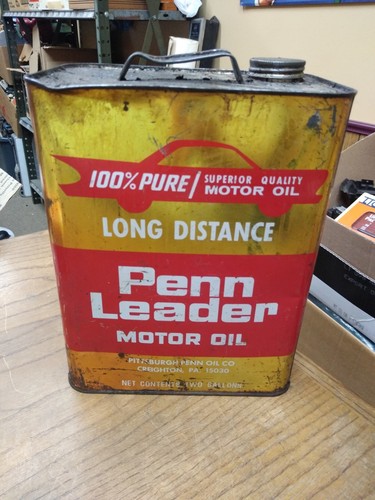 100% PURE/ SUPERIOR QUALITY
MOTOR OIL
LONG DISTANCE
Penn
Leader
MOTOR OIL
PITTSBURGH PENN OIL CO
CREIGHTON, PA 15030
NET CONTENTS TWO GALLONS